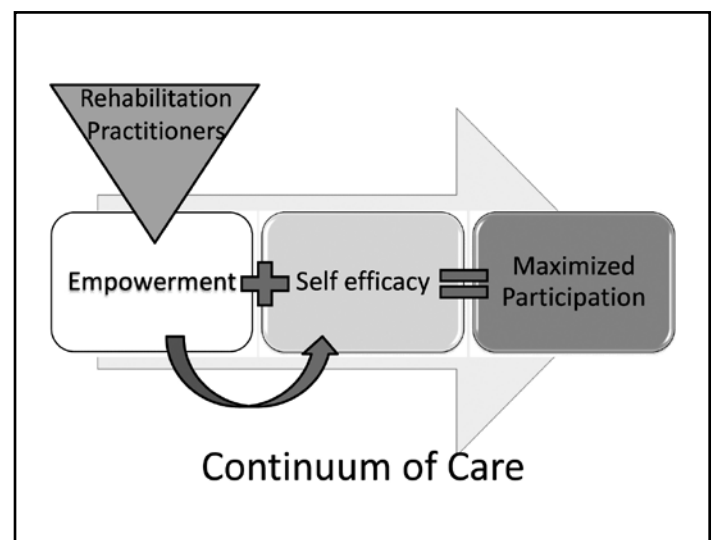 Rehabilitation
Practitioners
Empowerment
Self efficacy
Maximized
Participation
Continuum of Care